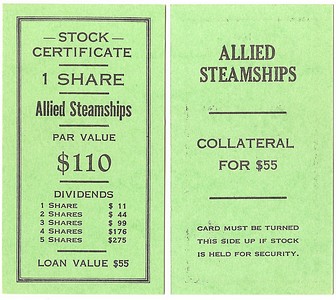 — STOCK —
CERTIFICATE
1 SHARE
Allied Steamships
PAR VALUE
$110
DIVIDENDS
1 SHARE $ 11
2 SHARES $ 44
3 SHARES $ 99
4 SHARES $176
5 SHARES $275
LOAN VALUE $55
ALLIED
STEAMSHIPS
COLLATERAL
FOR $55
CARD MUST BE TURNED
THIS SIDE UP IF STOCK
IS HELD FOR SECURITY.